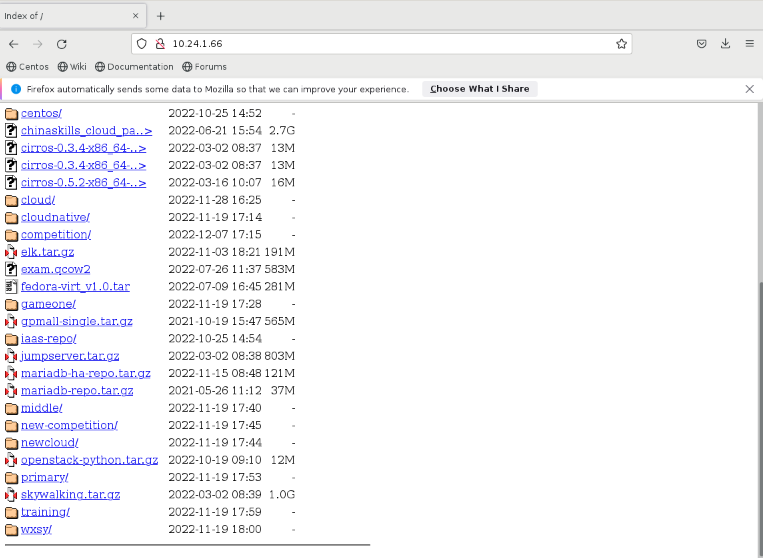 Index of /
10.24.1.66
Centos Wiki Documentation Forums
Firefox automatically sends some data to Mozilla so that we can improve your experience. Choose What I Share
centos/ 2022-10-25 14:52 -
chinaskills_cloud_pa..> 2022-06-21 15:54 2.7G
cirros-0.3.4-x86_64-..> 2022-03-02 08:37 13M
cirros-0.3.4-x86_64-..> 2022-03-02 08:37 13M
cirros-0.5.2-x86_64-..> 2022-03-16 10:07 16M
cloud/ 2022-11-28 16:25 -
cloudnative/ 2022-11-19 17:14 -
competition/ 2022-12-07 17:15 -
elk.tar.gz 2022-11-03 18:21 191M
exam.qcow2 2022-07-26 11:37 583M
fedora-virt_v1.0.tar 2022-07-09 16:45 281M
gameone/ 2022-11-19 17:28 -
gpmall-single.tar.gz 2021-10-19 15:47 565M
iaas-repo/ 2022-10-25 14:54 -
jumpserver.tar.gz 2022-03-02 08:38 803M
mariadb-ha-repo.tar.gz 2022-11-15 08:48 121M
mariadb-repo.tar.gz 2021-05-26 11:12 37M
middle/ 2022-11-19 17:40 -
new-competition/ 2022-11-19 17:45 -
newcloud/ 2022-11-19 17:44 -
openstack-python.tar.gz 2022-10-19 09:10 12M
primary/ 2022-11-19 17:53 -
skywalking.tar.gz 2022-03-02 08:39 1.0G
training/ 2022-11-19 17:59 -
wxsy/ 2022-11-19 18:00 -